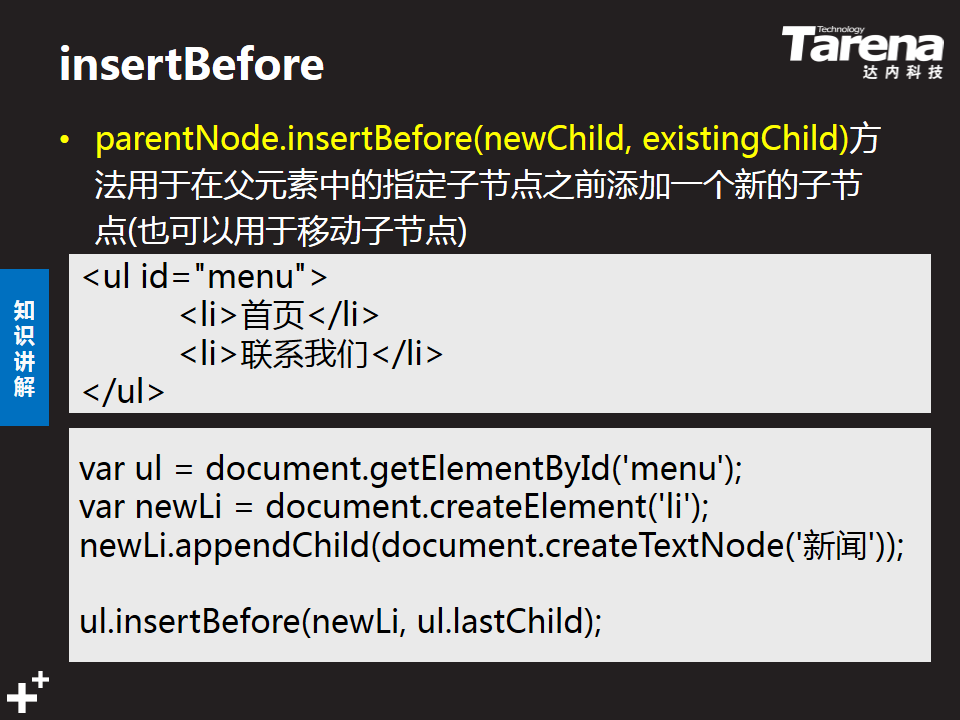 insertBefore
Technology
Tarena
达内科技
• parentNode.insertBefore(newChild, existingChild)方
法用于在父元素中的指定子节点之前添加一个新的子节
点(也可以用于移动子节点)
<ul id="menu">
<li>首页</li>
<li>联系我们</li>
</ul>
知识讲解
var ul = document.getElementById('menu');
var newLi = document.createElement('li');
newLi.appendChild(document.createTextNode('新闻'));
ul.insertBefore(newLi, ul.lastChild);